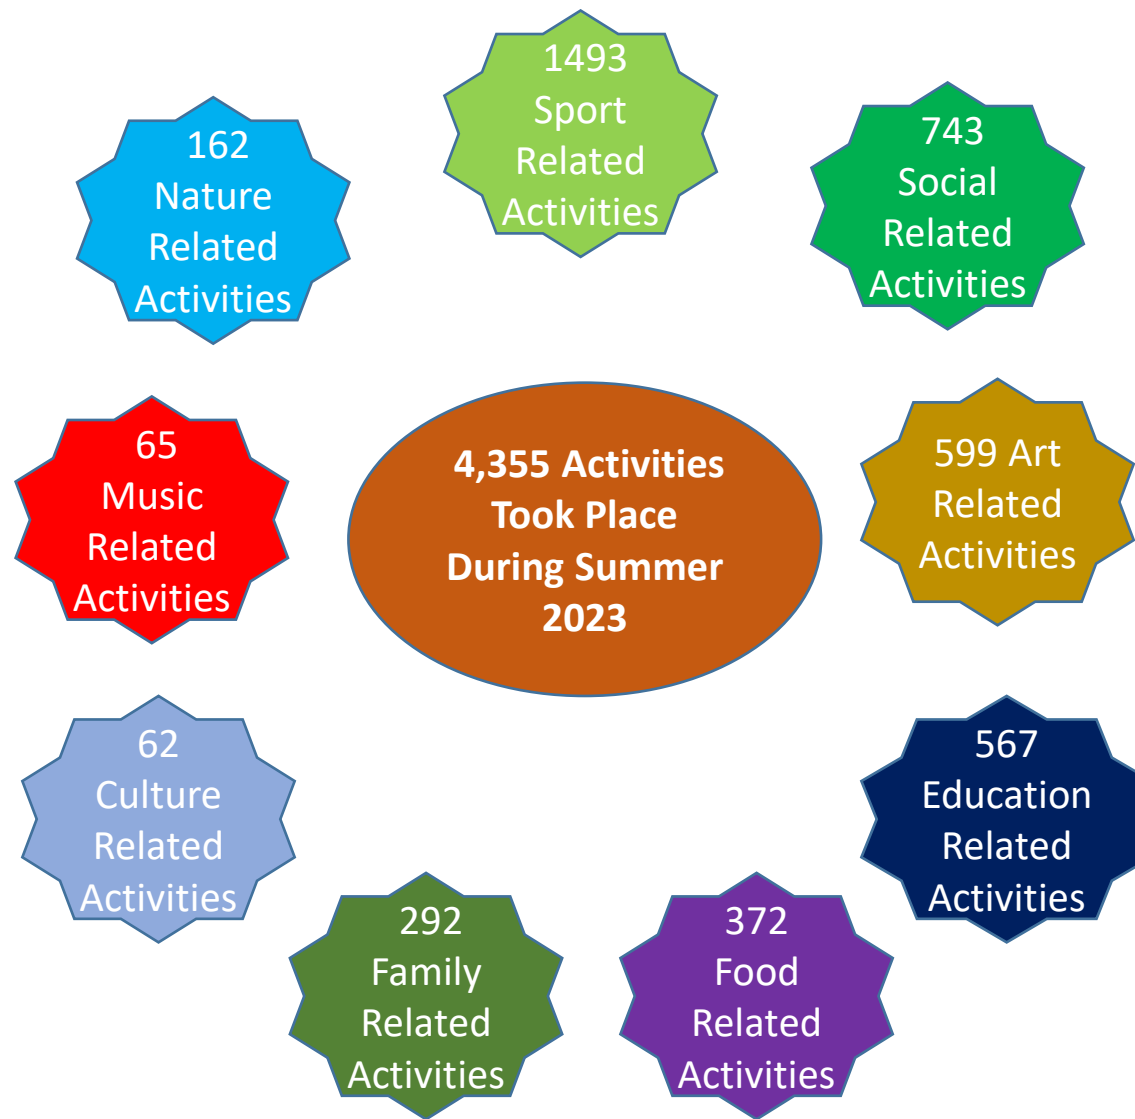 1493
Sport
Related
Activities
162
Nature
Related
Activities
743
Social
Related
Activities
65
Music
Related
Activities
4,355 Activities
Took Place
During Summer
2023
599 Art
Related
Activities
62
Culture
Related
Activities
567
Education
Related
Activities
292
Family
Related
Activities
372
Food
Related
Activities